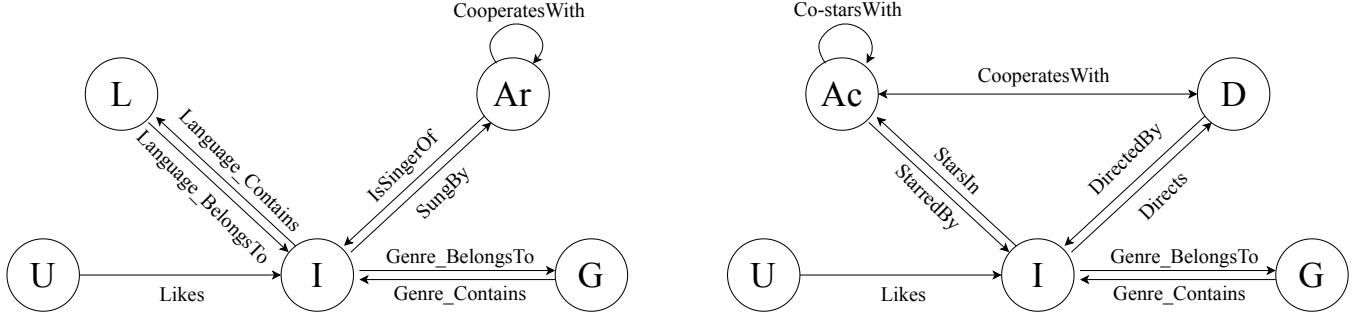 CooperatesWith
L
Ar
Language_Contains
Language_BelongsTo
IsSingerOf
SungBy
U
Likes
I
Genre_BelongsTo
Genre_Contains
G
Co-starsWith
Ac
CooperatesWith
D
StarsIn
StarredBy
DirectedBy
Directs
U
Likes
I
Genre_BelongsTo
Genre_Contains
G